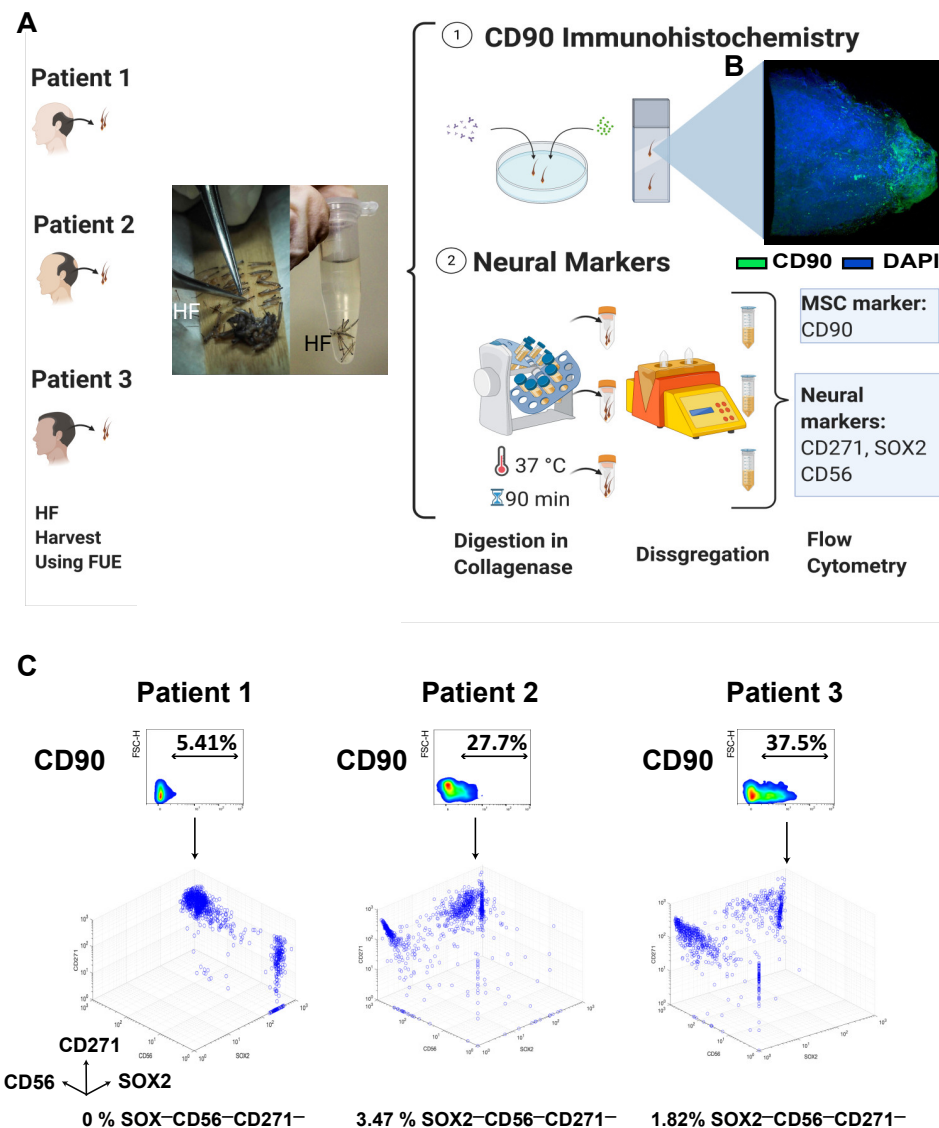 A
Patient 1
Patient 2
Patient 3
HF
Harvest
Using FUE
HF
HF
1 CD90 Immunohistochemistry
B
CD90 DAPI
2 Neural Markers
37 °C
90 min
Digestion in
Collagenase
Dissgregation
Flow
Cytometry
MSC marker:
CD90
Neural
markers:
CD271, SOX2
CD56
C
Patient 1 Patient 2 Patient 3
CD90 FSC-H 5.41%
CD90 FSC-H 27.7%
CD90 FSC-H 37.5%
CD271 CD56 SOX2
CD271 CD56 SOX2
CD271 CD56 SOX2
CD271
CD56 SOX2
0 % SOX–CD56–CD271– 3.47 % SOX2–CD56–CD271– 1.82% SOX2–CD56–CD271–